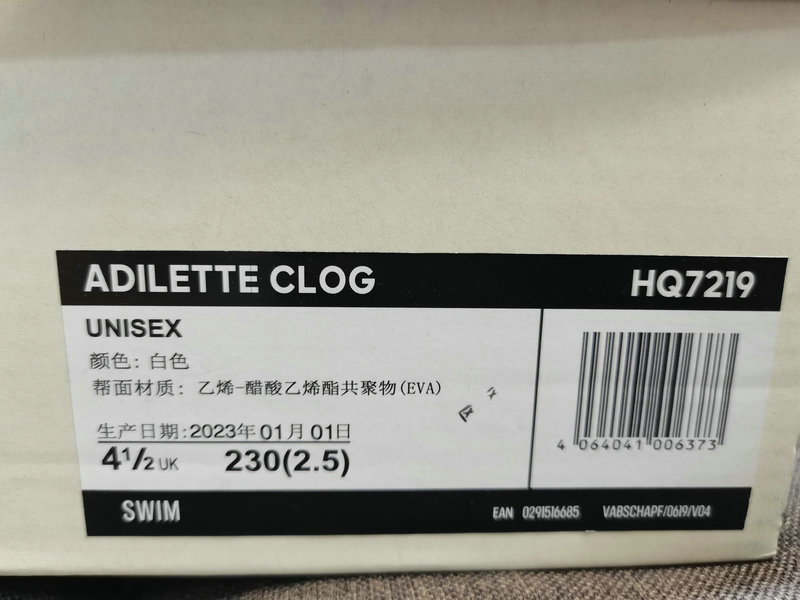 ADILETTE CLOG
HQ7219
UNISEX
颜色: 白色
帮面材质: 乙烯-醋酸乙烯酯共聚物(EVA)
生产日期:2023年01月01日
4½ UK 230(2.5)
4 064041 006373
SWIM
EAN 0291516685 VABSCHAPF/0619/V04